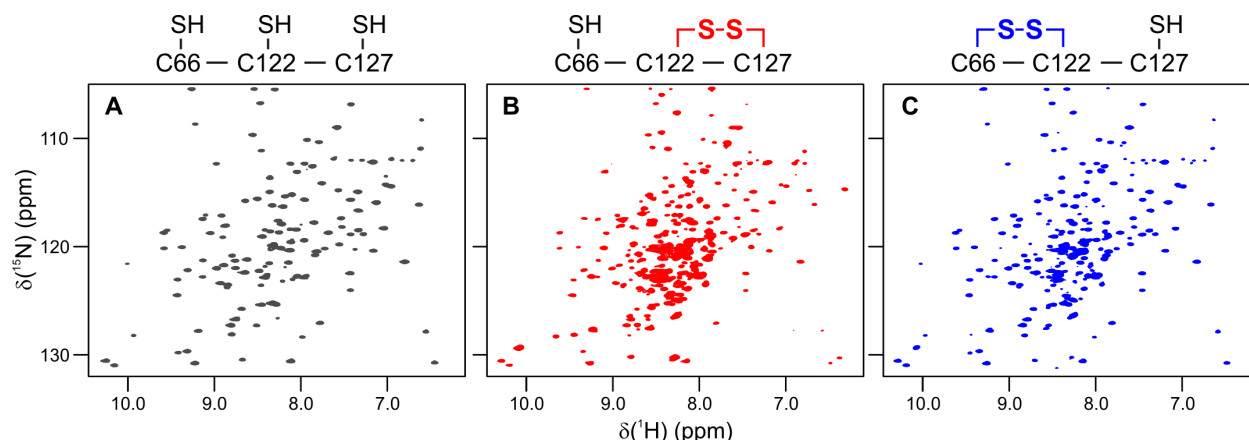 SH SH SH
C66 — C122 — C127
SH S-S
C66 — C122 — C127
S-S SH
C66 — C122 — C127
A
B
C
δ(¹⁵N) (ppm)
110
120
130
10.0 9.0 8.0 7.0
10.0 9.0 8.0 7.0
10.0 9.0 8.0 7.0
δ(¹H) (ppm)